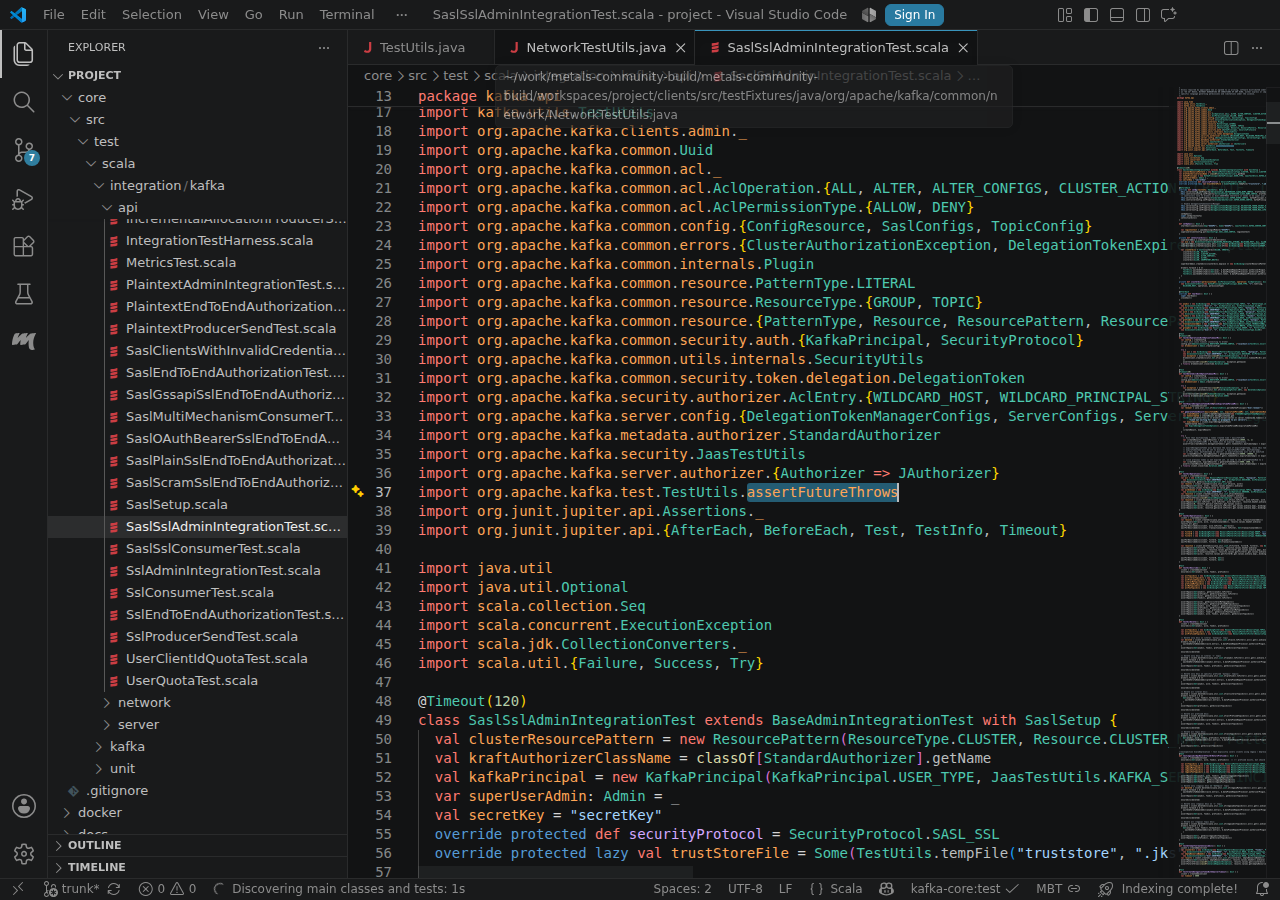 File Edit Selection View Go Run Terminal ··· SaslSslAdminIntegrationTest.scala - project - Visual Studio Code Sign In
EXPLORER ···
PROJECT
core
src
test
scala
integration / kafka
api
IntegrationTestHarness.scala
MetricsTest.scala
PlaintextAdminIntegrationTest.s...
PlaintextEndToEndAuthorization...
PlaintextProducerSendTest.scala
SaslClientsWithInvalidCredentia...
SaslEndToEndAuthorizationTest....
SaslGssapiSslEndToEndAuthoriz...
SaslMultiMechanismConsumerT...
SaslOAuthBearerSslEndToEndA...
SaslPlainSslEndToEndAuthorizat...
SaslScramSslEndToEndAuthoriz...
SaslSetup.scala
SaslSslAdminIntegrationTest.sc...
SaslSslConsumerTest.scala
SslAdminIntegrationTest.scala
SslConsumerTest.scala
SslEndToEndAuthorizationTest.s...
SslProducerSendTest.scala
UserClientIdQuotaTest.scala
UserQuotaTest.scala
network
server
kafka
unit
.gitignore
docker
docs
OUTLINE
TIMELINE
7
TestUtils.java NetworkTestUtils.java SaslSslAdminIntegrationTest.scala ···
core > src > test >
~/work/metals-community-build/metals-community-
build/workspaces/project/clients/src/testFixtures/java/org/apache/kafka/common/n
etwork/NetworkTestUtils.java
13 package kafka.api
18 import org.apache.kafka.clients.admin._
19 import org.apache.kafka.common.Uuid
20 import org.apache.kafka.common.acl._
21 import org.apache.kafka.common.acl.AclOperation.{ALL, ALTER, ALTER_CONFIGS, CLUSTER_ACTIO
22 import org.apache.kafka.common.acl.AclPermissionType.{ALLOW, DENY}
23 import org.apache.kafka.common.config.{ConfigResource, SaslConfigs, TopicConfig}
24 import org.apache.kafka.common.errors.{ClusterAuthorizationException, DelegationTokenExpi
25 import org.apache.kafka.common.internals.Plugin
26 import org.apache.kafka.common.resource.PatternType.LITERAL
27 import org.apache.kafka.common.resource.ResourceType.{GROUP, TOPIC}
28 import org.apache.kafka.common.resource.{PatternType, Resource, ResourcePattern, Resource
29 import org.apache.kafka.common.security.auth.{KafkaPrincipal, SecurityProtocol}
30 import org.apache.kafka.common.utils.internals.SecurityUtils
31 import org.apache.kafka.common.security.token.delegation.DelegationToken
32 import org.apache.kafka.security.authorizer.AclEntry.{WILDCARD_HOST, WILDCARD_PRINCIPAL_S
33 import org.apache.kafka.server.config.{DelegationTokenManagerConfigs, ServerConfigs, Serve
34 import org.apache.kafka.metadata.authorizer.StandardAuthorizer
35 import org.apache.kafka.security.JaasTestUtils
36 import org.apache.kafka.server.authorizer.{Authorizer => JAuthorizer}
37 import org.apache.kafka.test.TestUtils.assertFutureThrows
38 import org.junit.jupiter.api.Assertions._
39 import org.junit.jupiter.api.{AfterEach, BeforeEach, Test, TestInfo, Timeout}
40
41 import java.util
42 import java.util.Optional
43 import scala.collection.Seq
44 import scala.concurrent.ExecutionException
45 import scala.jdk.CollectionConverters._
46 import scala.util.{Failure, Success, Try}
47
48 @Timeout(120)
49 class SaslSslAdminIntegrationTest extends BaseAdminIntegrationTest with SaslSetup {
50 val clusterResourcePattern = new ResourcePattern(ResourceType.CLUSTER, Resource.CLUSTER
51 val kraftAuthorizerClassName = classOf[StandardAuthorizer].getName
52 val kafkaPrincipal = new KafkaPrincipal(KafkaPrincipal.USER_TYPE, JaasTestUtils.KAFKA_SE
53 var superUserAdmin: Admin = _
54 val secretKey = "secretKey"
55 override protected def securityProtocol = SecurityProtocol.SASL_SSL
56 override protected lazy val trustStoreFile = Some(TestUtils.tempFile("truststore", ".jks
57
trunk* 0 0 Discovering main classes and tests: 1s Spaces: 2 UTF-8 LF { } Scala kafka-core:test MBT Indexing complete!